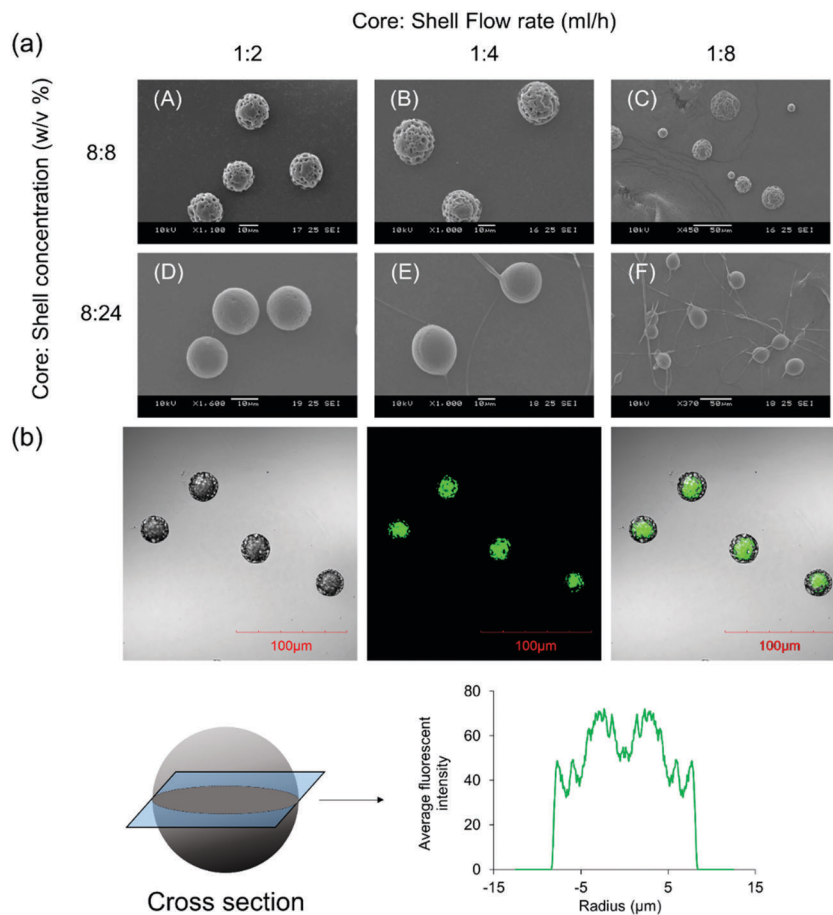 Core: Shell Flow rate (ml/h)
(a)
1:2 1:4 1:8
Core: Shell concentration (w/v %)
8:8
(A) (B) (C)
10kV X1,100 10µm 17 25 SEI
10kV X1,000 10µm 16 25 SEI
10kV X450 50µm 16 25 SEI
8:24
(D) (E) (F)
10kV X1,600 10µm 19 25 SEI
10kV X1,000 10µm 18 25 SEI
10kV X370 50µm 18 25 SEI
(b)
100µm 100µm 100µm
Cross section
Average fluorescent
intensity
80
60
40
20
0
-15 -5 5 15
Radius (µm)